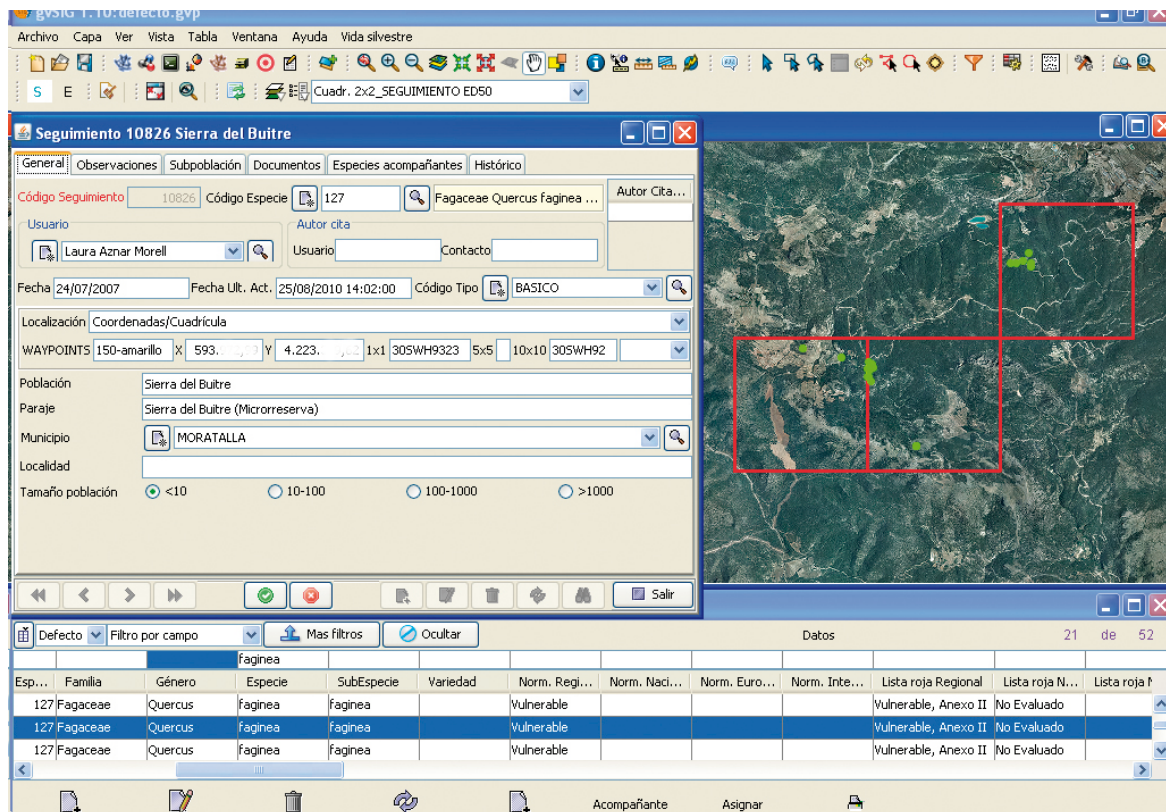 gvSIG 1.10:defecto.gvp
Archivo Capa Ver Vista Tabla Ventana Ayuda Vida silvestre
S E Cuadr. 2x2_SEGUIMIENTO ED50
Seguimiento 10826 Sierra del Buitre
General Observaciones Subpoblación Documentos Especies acompañantes Histórico
Código Seguimiento 10826 Código Especie 127 Fagaceae Quercus faginea ... Autor Cita...
Usuario Autor cita
Laura Aznar Morell Usuario Contacto
Fecha 24/07/2007 Fecha Ult. Act. 25/08/2010 14:02:00 Código Tipo BASICO
Localización Coordenadas/Cuadrícula
WAYPOINTS 150-amarillo X 593. Y 4.223. 1x1 30SWH9323 5x5 10x10 30SWH92
Población Sierra del Buitre
Paraje Sierra del Buitre (Microrreserva)
Municipio MORATALLA
Localidad
Tamaño población <10 10-100 100-1000 >1000
Salir
Defecto Filtro por campo Mas filtros Ocultar Datos 21 de 52
faginea
Esp... Familia Género Especie SubEspecie Variedad Norm. Regi... Norm. Naci... Norm. Euro... Norm. Inte... Lista roja Regional Lista roja N... Lista roja
127 Fagaceae Quercus faginea faginea Vulnerable Vulnerable, Anexo II No Evaluado
127 Fagaceae Quercus faginea faginea Vulnerable Vulnerable, Anexo II No Evaluado
127 Fagaceae Quercus faginea faginea Vulnerable Vulnerable, Anexo II No Evaluado
Acompañante Asignar